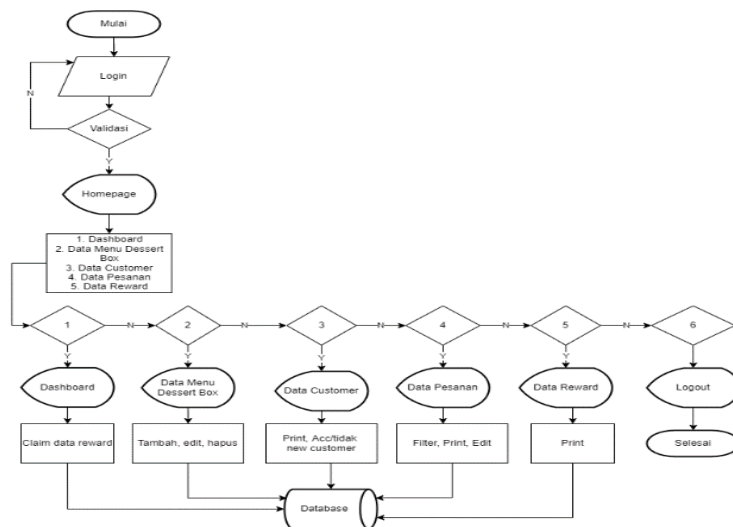 Mulai
Login
N
Validasi
Y
Homepage
1. Dashboard
2. Data Menu Dessert
Box
3. Data Customer
4. Data Pesanan
5. Data Reward
1
N
2
N
3
N
4
N
5
N
6
Y
Y
Y
Y
Y
Y
Dashboard
Data Menu
Dessert Box
Data Customer
Data Pesanan
Data Reward
Logout
Claim data reward
Tambah, edit, hapus
Print, Acc/tidak
new customer
Filter, Print, Edit
Print
Selesai
Database